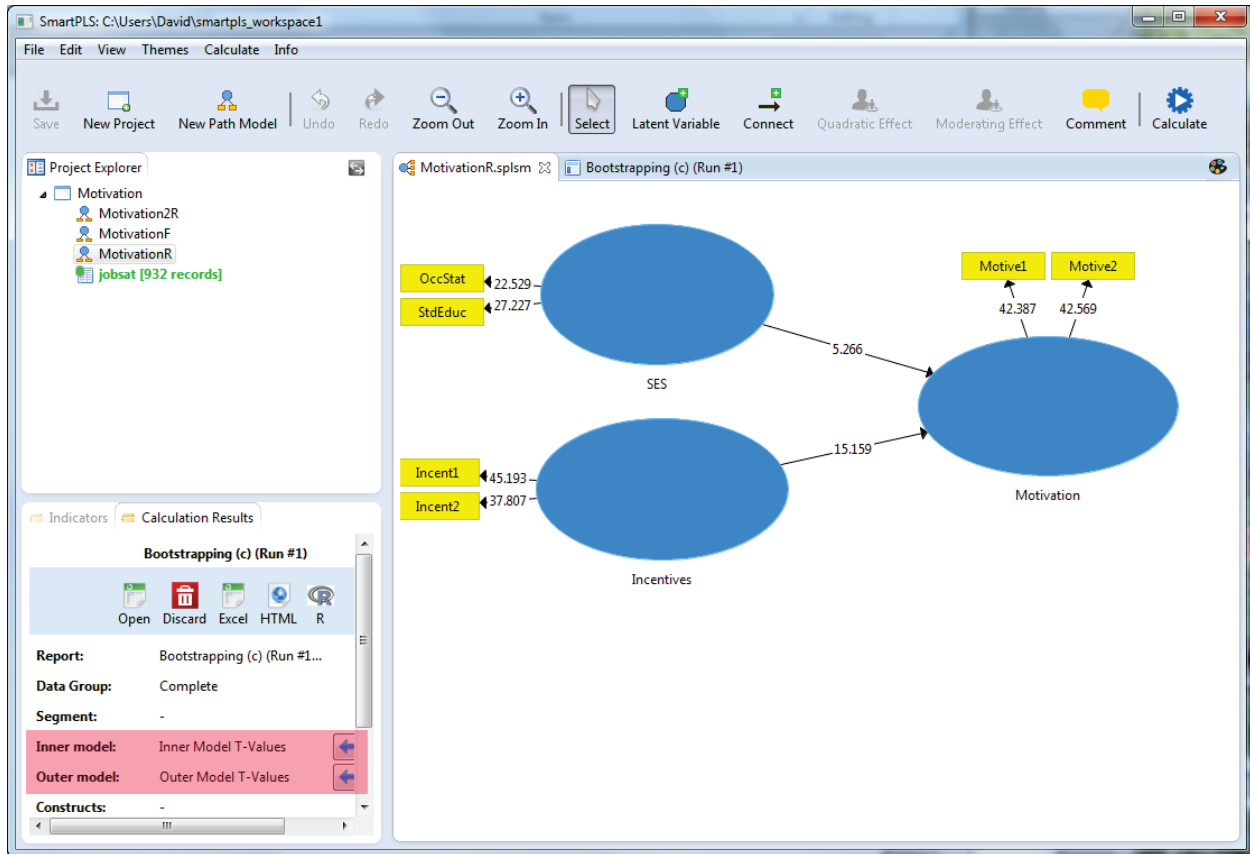 SmartPLS: C:\Users\David\smartpls_workspace1
File Edit View Themes Calculate Info
Save New Project New Path Model Undo Redo Zoom Out Zoom In Select Latent Variable Connect Quadratic Effect Moderating Effect Comment Calculate
Project Explorer
Motivation
Motivation2R
MotivationF
MotivationR
jobsat [932 records]
Indicators Calculation Results
Bootstrapping (c) (Run #1)
Open Discard Excel HTML R
Report: Bootstrapping (c) (Run #1...
Data Group: Complete
Segment: -
Inner model: Inner Model T-Values
Outer model: Outer Model T-Values
Constructs: -
MotivationR.splsm Bootstrapping (c) (Run #1)
OccStat 22.529
StdEduc 27.227
SES
5.266
Incent1 45.193
Incent2 37.807
Incentives
15.159
Motive1 Motive2
42.387 42.569
Motivation